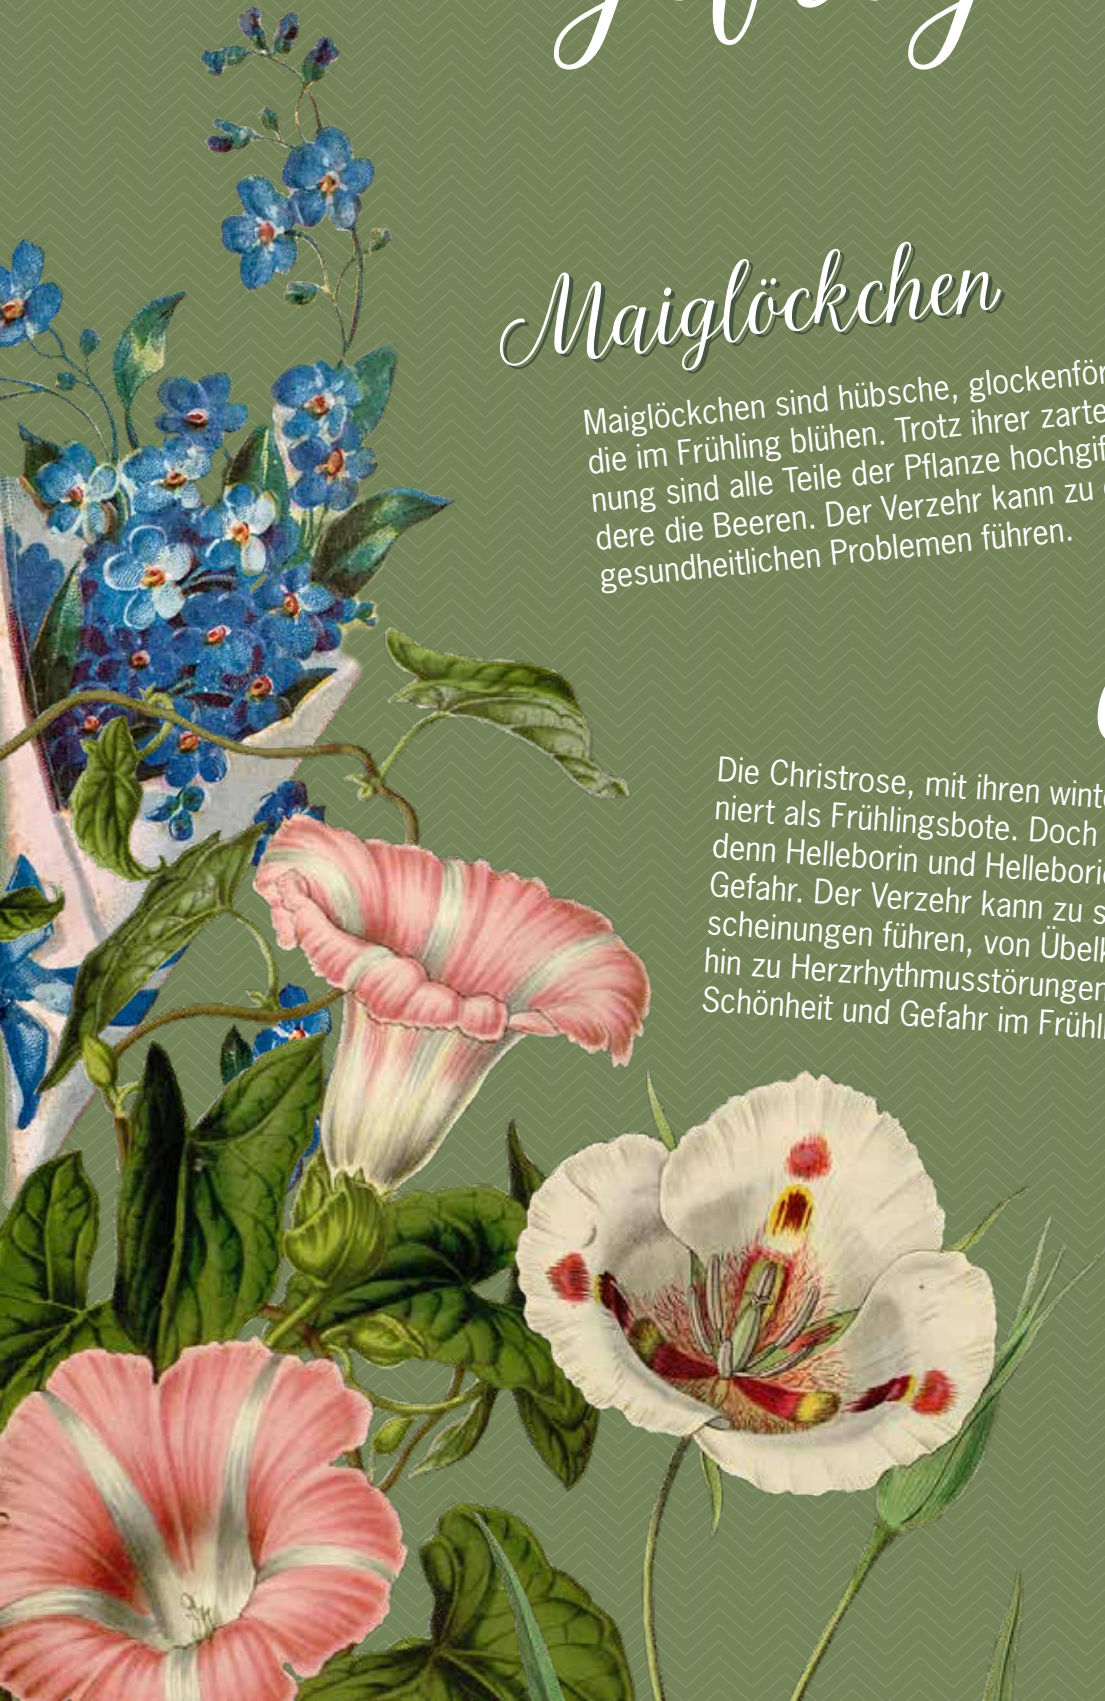 Maiglöckchen
Maiglöckchen sind hübsche, glockenför
die im Frühling blühen. Trotz ihrer zarte
nung sind alle Teile der Pflanze hochgif
dere die Beeren. Der Verzehr kann zu
gesundheitlichen Problemen führen.
Die Christrose, mit ihren wint
niert als Frühlingsbote. Doch
denn Helleborin und Hellebori
Gefahr. Der Verzehr kann zu s
scheinungen führen, von Übelk
hin zu Herzrhythmusstörungen
Schönheit und Gefahr im Frühl